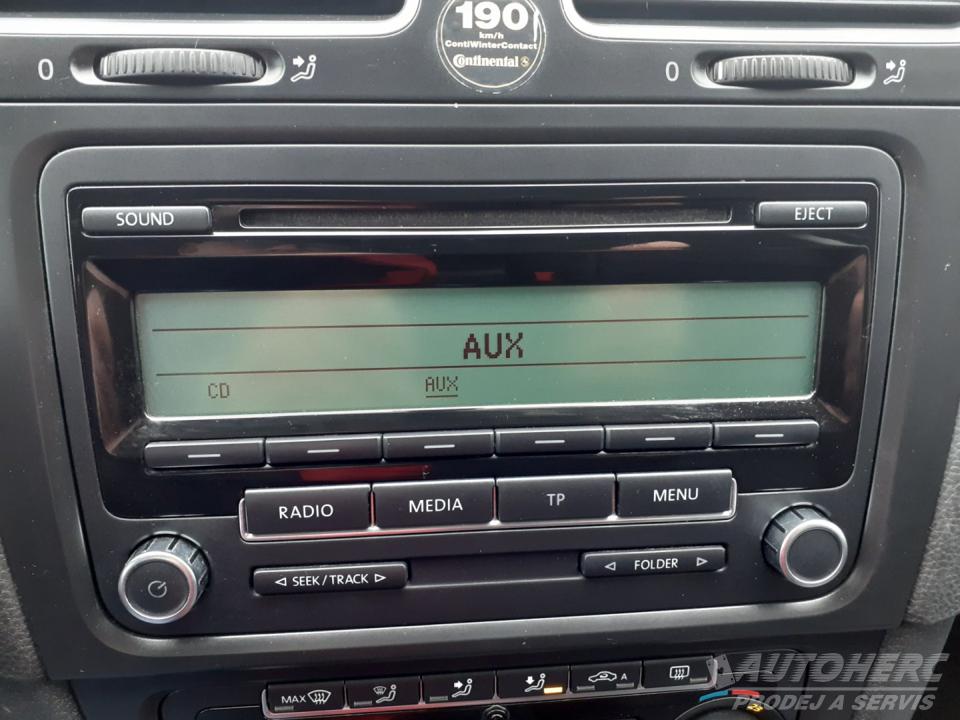 190
km/h
ContiWinterContact
Continental
0
0
SOUND
EJECT
AUX
CD AUX
RADIO MEDIA TP MENU
SEEK / TRACK
FOLDER
MAX
A
AUTOHERC
PRODEJ A SERVIS